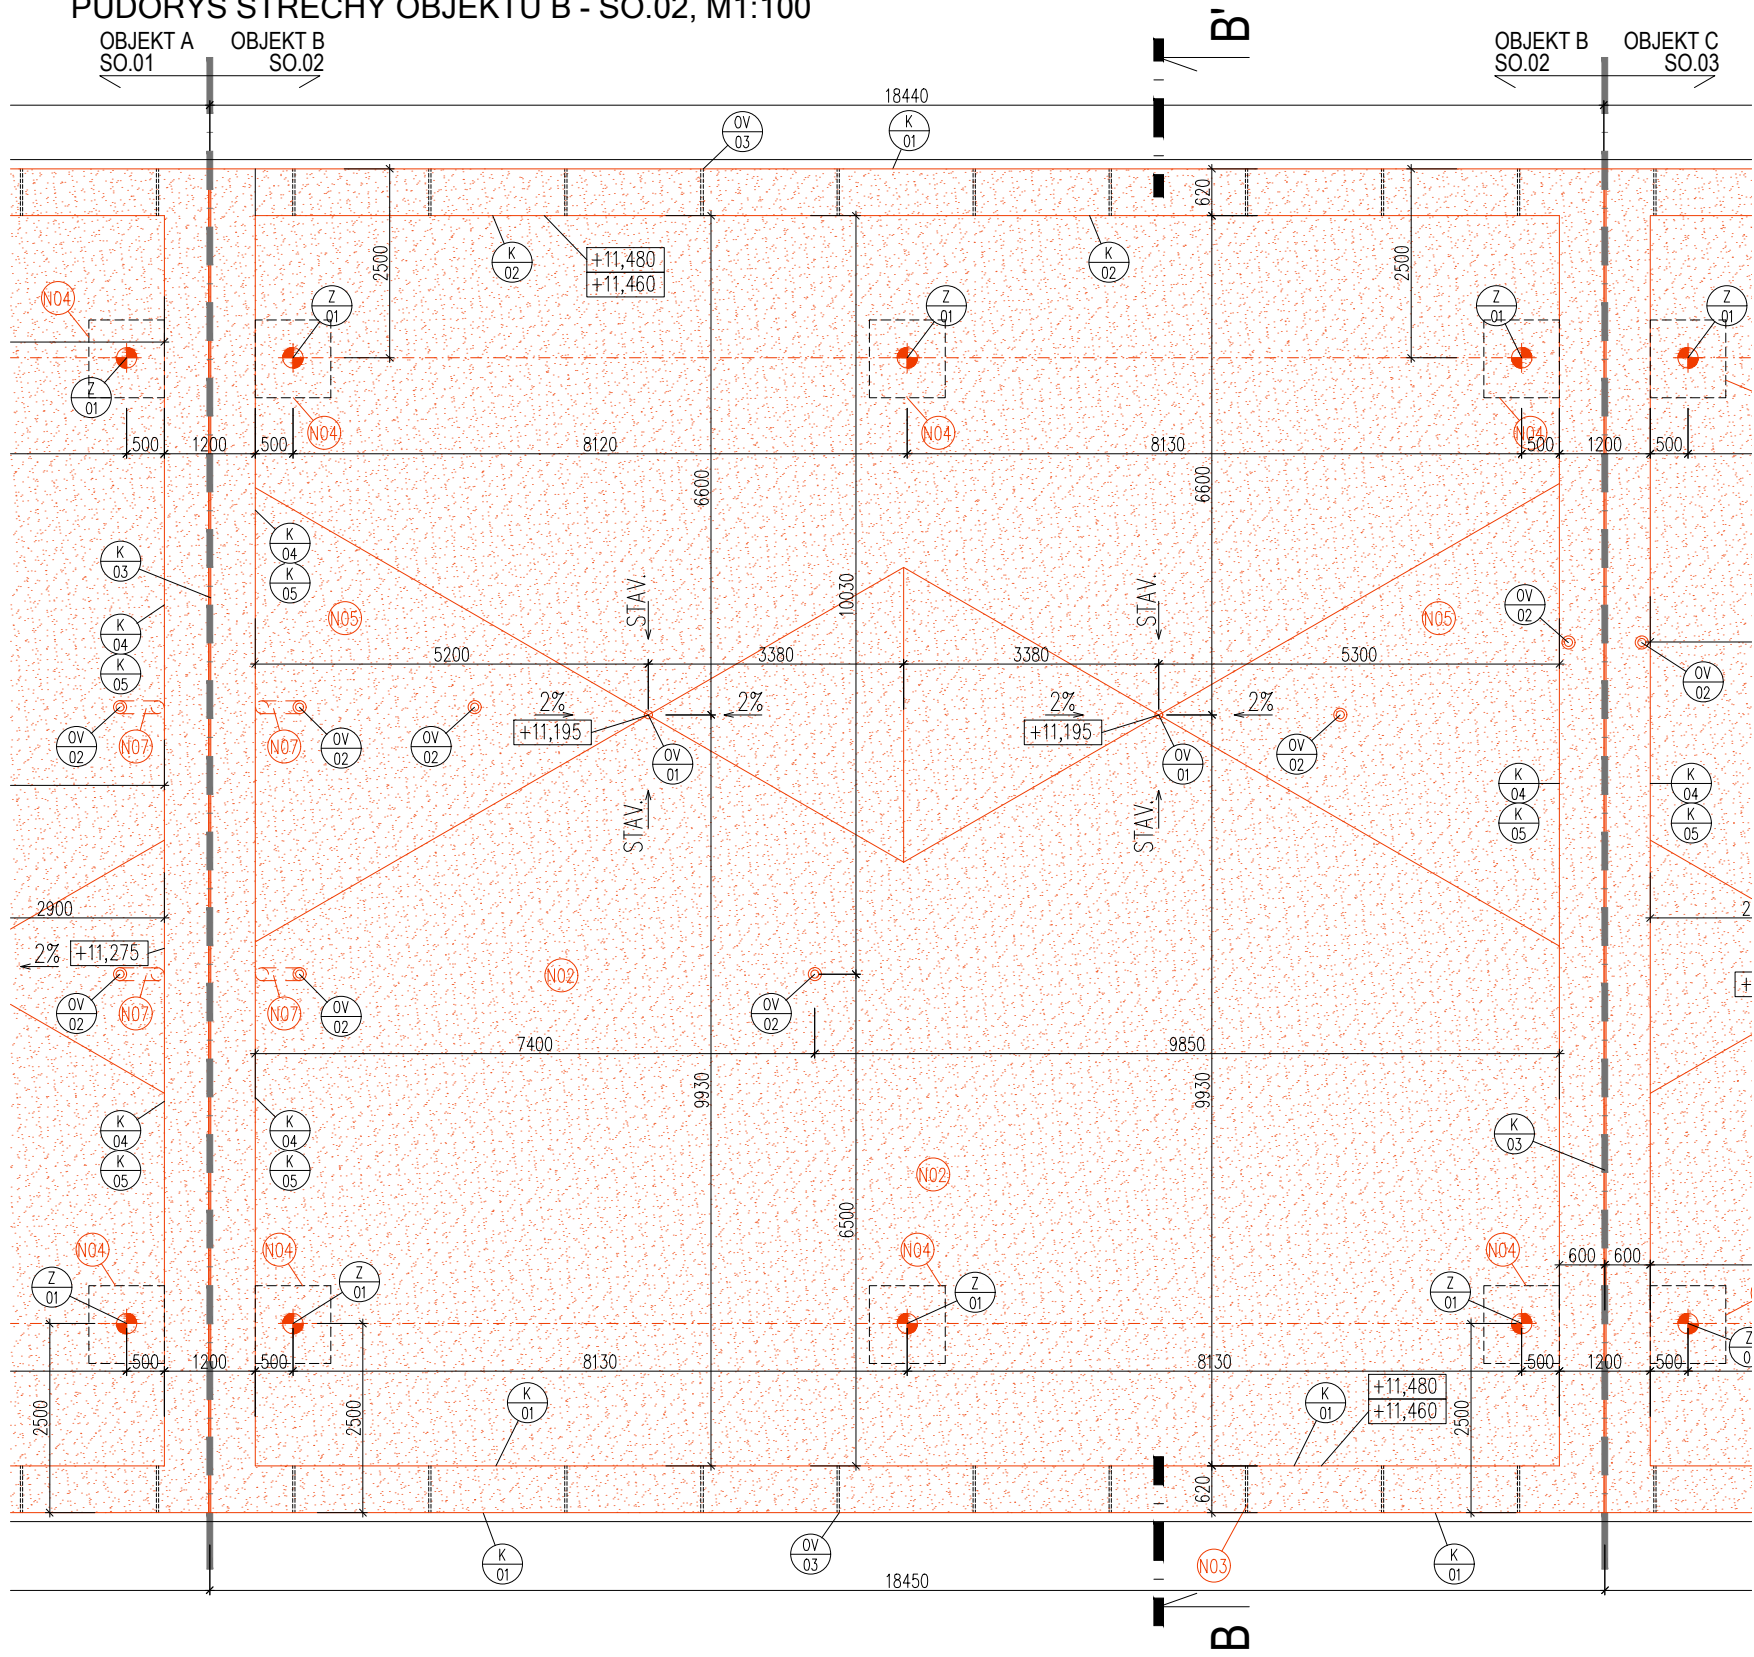 PŮDORYS STŘECHY OBJEKTU B - SO.02, M1:100
B'
OBJEKT A OBJEKT B
SO.01 SO.02
OBJEKT B OBJEKT C
SO.02 SO.03
18440
OV
03
K
01
620
2500
K
02
+11,480
+11,460
K
02
2500
N04
Z
01
Z
01
Z
01
Z
01
Z
01
N04
N04
N04
500 1200 500 8120 8130 500 1200 500
6600
6600
K
03
K
04
K
05
K
04
K
05
N05
STAV.
10030
STAV.
N05
OV
02
5200 3380 3380 5300
OV
02
2%
+11,195
2%
2%
+11,195
2%
OV
02
N07
N07
OV
02
OV
02
OV
01
OV
01
OV
02
K
04
K
05
STAV.
STAV.
K
04
K
05
K
04
K
05
2900
2%
+11,275
OV
02
N07
N07
OV
02
N02
OV
02
7400 9850
9930
9930
K
04
K
05
K
04
K
05
K
03
N02
6500
N04
N04
N04
N04
600 600
Z
01
Z
01
Z
01
Z
01
500 1200 500 8130 8130 500 1200 500
2500
2500
K
01
K
01
+11,480
+11,460
2500
620
K
01
OV
03
N03
K
01
18450
B